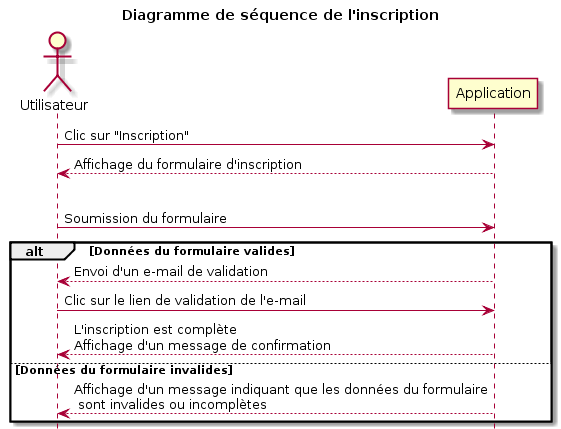 Diagramme de séquence de l'inscription
Utilisateur
Application
Clic sur "Inscription"
Affichage du formulaire d'inscription
Soumission du formulaire
alt [Données du formulaire valides]
Envoi d'un e-mail de validation
Clic sur le lien de validation de l'e-mail
L'inscription est complète
Affichage d'un message de confirmation
[Données du formulaire invalides]
Affichage d'un message indiquant que les données du formulaire
sont invalides ou incomplètes